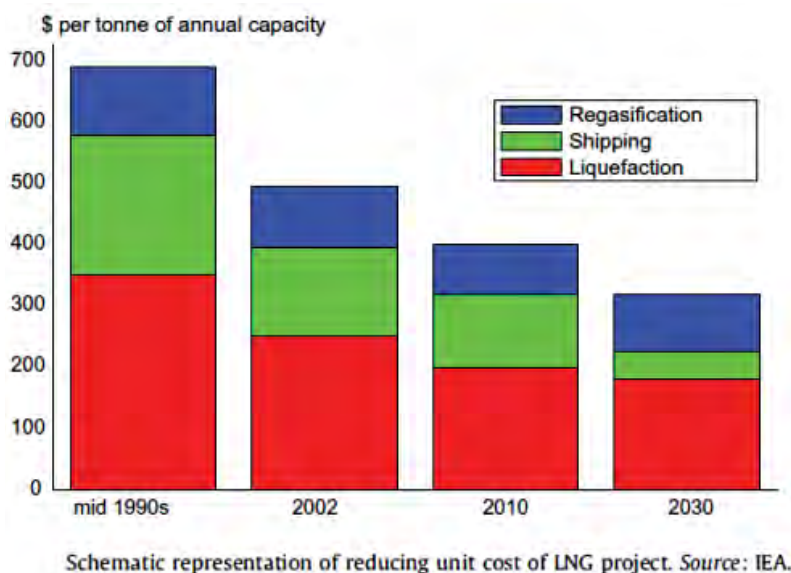 $ per tonne of annual capacity
700
600
500
400
300
200
100
0
Regasification
Shipping
Liquefaction
mid 1990s 2002 2010 2030
Schematic representation of reducing unit cost of LNG project. Source: IEA.